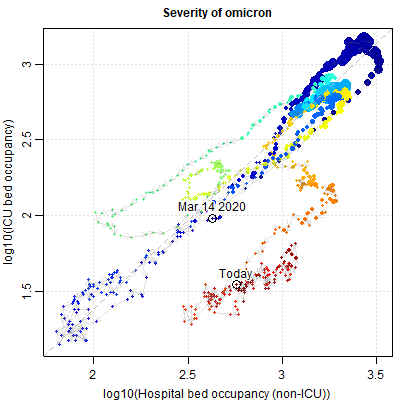 Severity of omicron
log10(ICU bed occupancy)
3
2.5
2
1.5
Mar 14 2020
Today
2
2.5
3
3.5
log10(Hospital bed occupancy (non-ICU))